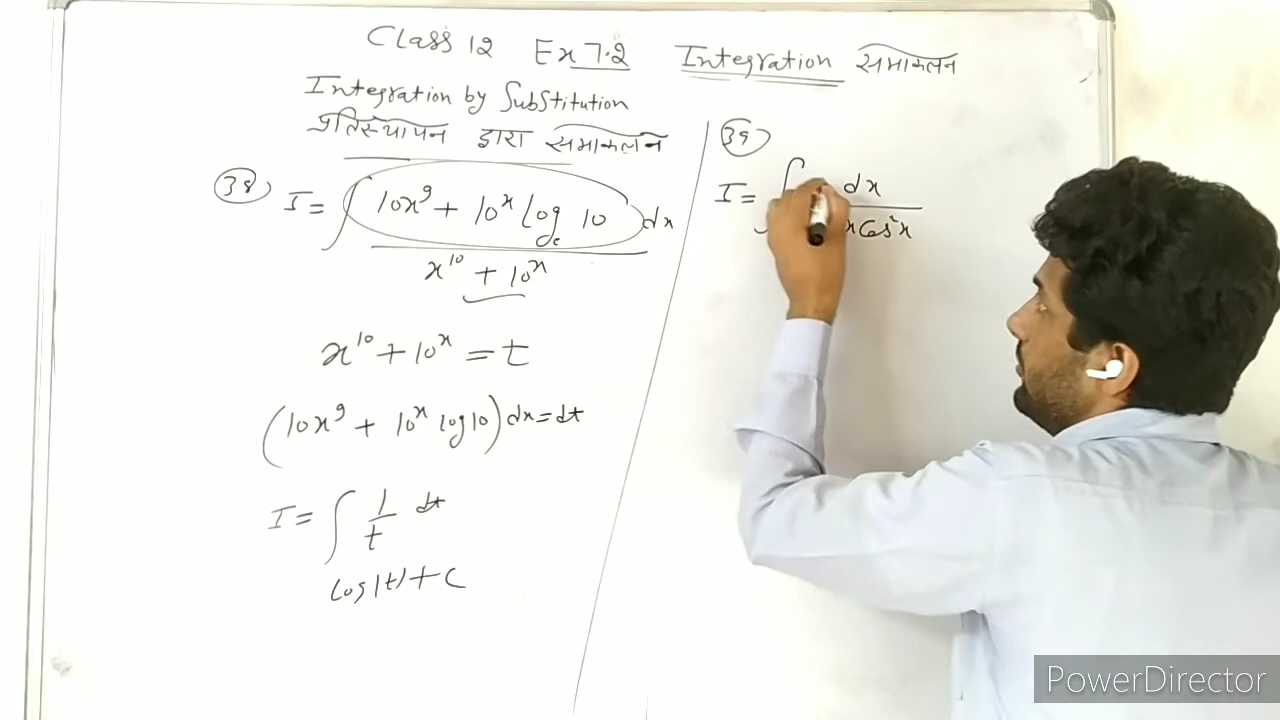 Class 12 Ex 7.2 Integration समाकलन
Integration by Substitution
प्रतिस्थापन द्वारा समाकलन
38 I = ∫ 10x⁹ + 10ˣ logₑ 10 dx
x¹⁰ + 10ˣ
x¹⁰ + 10ˣ = t
(10x⁹ + 10ˣ log 10) dx = dt
I = ∫ 1/t dt
log|t| + C
39
I = ∫ dx
x Cos²x
PowerDirector